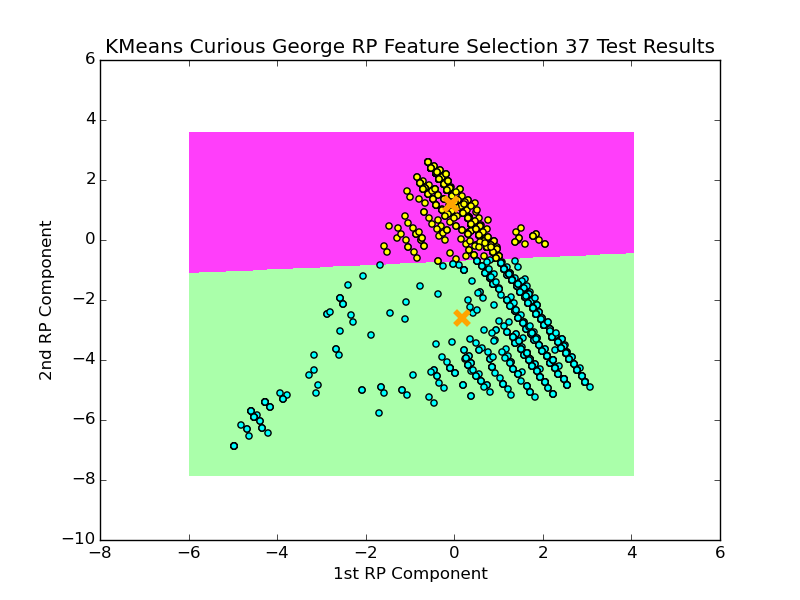 KMeans Curious George RP Feature Selection 37 Test Results
6
4
2
0
−2
−4
−6
−8
−10
2nd RP Component
−8 −6 −4 −2 0 2 4 6
1st RP Component